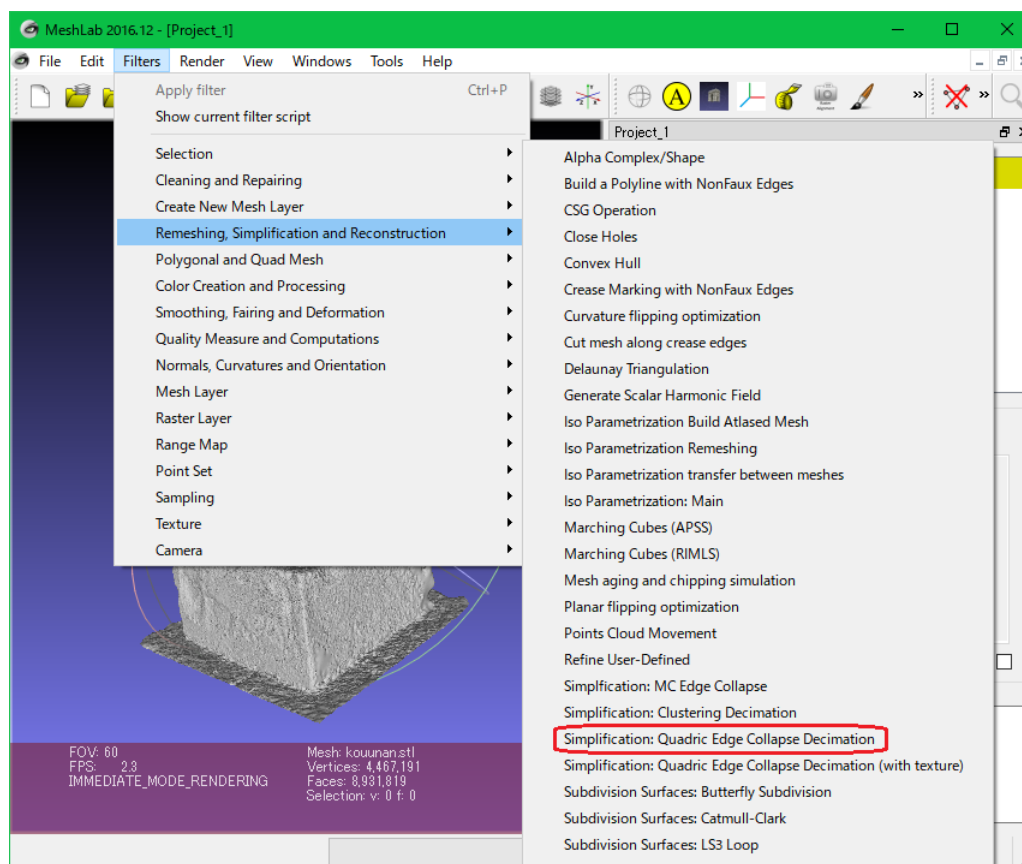 MeshLab 2016.12 - [Project_1]
File Edit Filters Render View Windows Tools Help
Apply filter Ctrl+P
Show current filter script
Selection
Cleaning and Repairing
Create New Mesh Layer
Remeshing, Simplification and Reconstruction
Polygonal and Quad Mesh
Color Creation and Processing
Smoothing, Fairing and Deformation
Quality Measure and Computations
Normals, Curvatures and Orientation
Mesh Layer
Raster Layer
Range Map
Point Set
Sampling
Texture
Camera
A
Project_1
Alpha Complex/Shape
Build a Polyline with NonFaux Edges
CSG Operation
Close Holes
Convex Hull
Crease Marking with NonFaux Edges
Curvature flipping optimization
Cut mesh along crease edges
Delaunay Triangulation
Generate Scalar Harmonic Field
Iso Parametrization Build Atlased Mesh
Iso Parametrization Remeshing
Iso Parametrization transfer between meshes
Iso Parametrization: Main
Marching Cubes (APSS)
Marching Cubes (RIMLS)
Mesh aging and chipping simulation
Planar flipping optimization
Points Cloud Movement
Refine User-Defined
Simplfication: MC Edge Collapse
Simplification: Clustering Decimation
Simplification: Quadric Edge Collapse Decimation
Simplification: Quadric Edge Collapse Decimation (with texture)
Subdivision Surfaces: Butterfly Subdivision
Subdivision Surfaces: Catmull-Clark
Subdivision Surfaces: LS3 Loop
FOV: 60
FPS: 2.3
IMMEDIATE_MODE_RENDERING
Mesh: kouunan.stl
Vertices: 4,467,191
Faces: 8,931,819
Selection: v: 0 f: 0